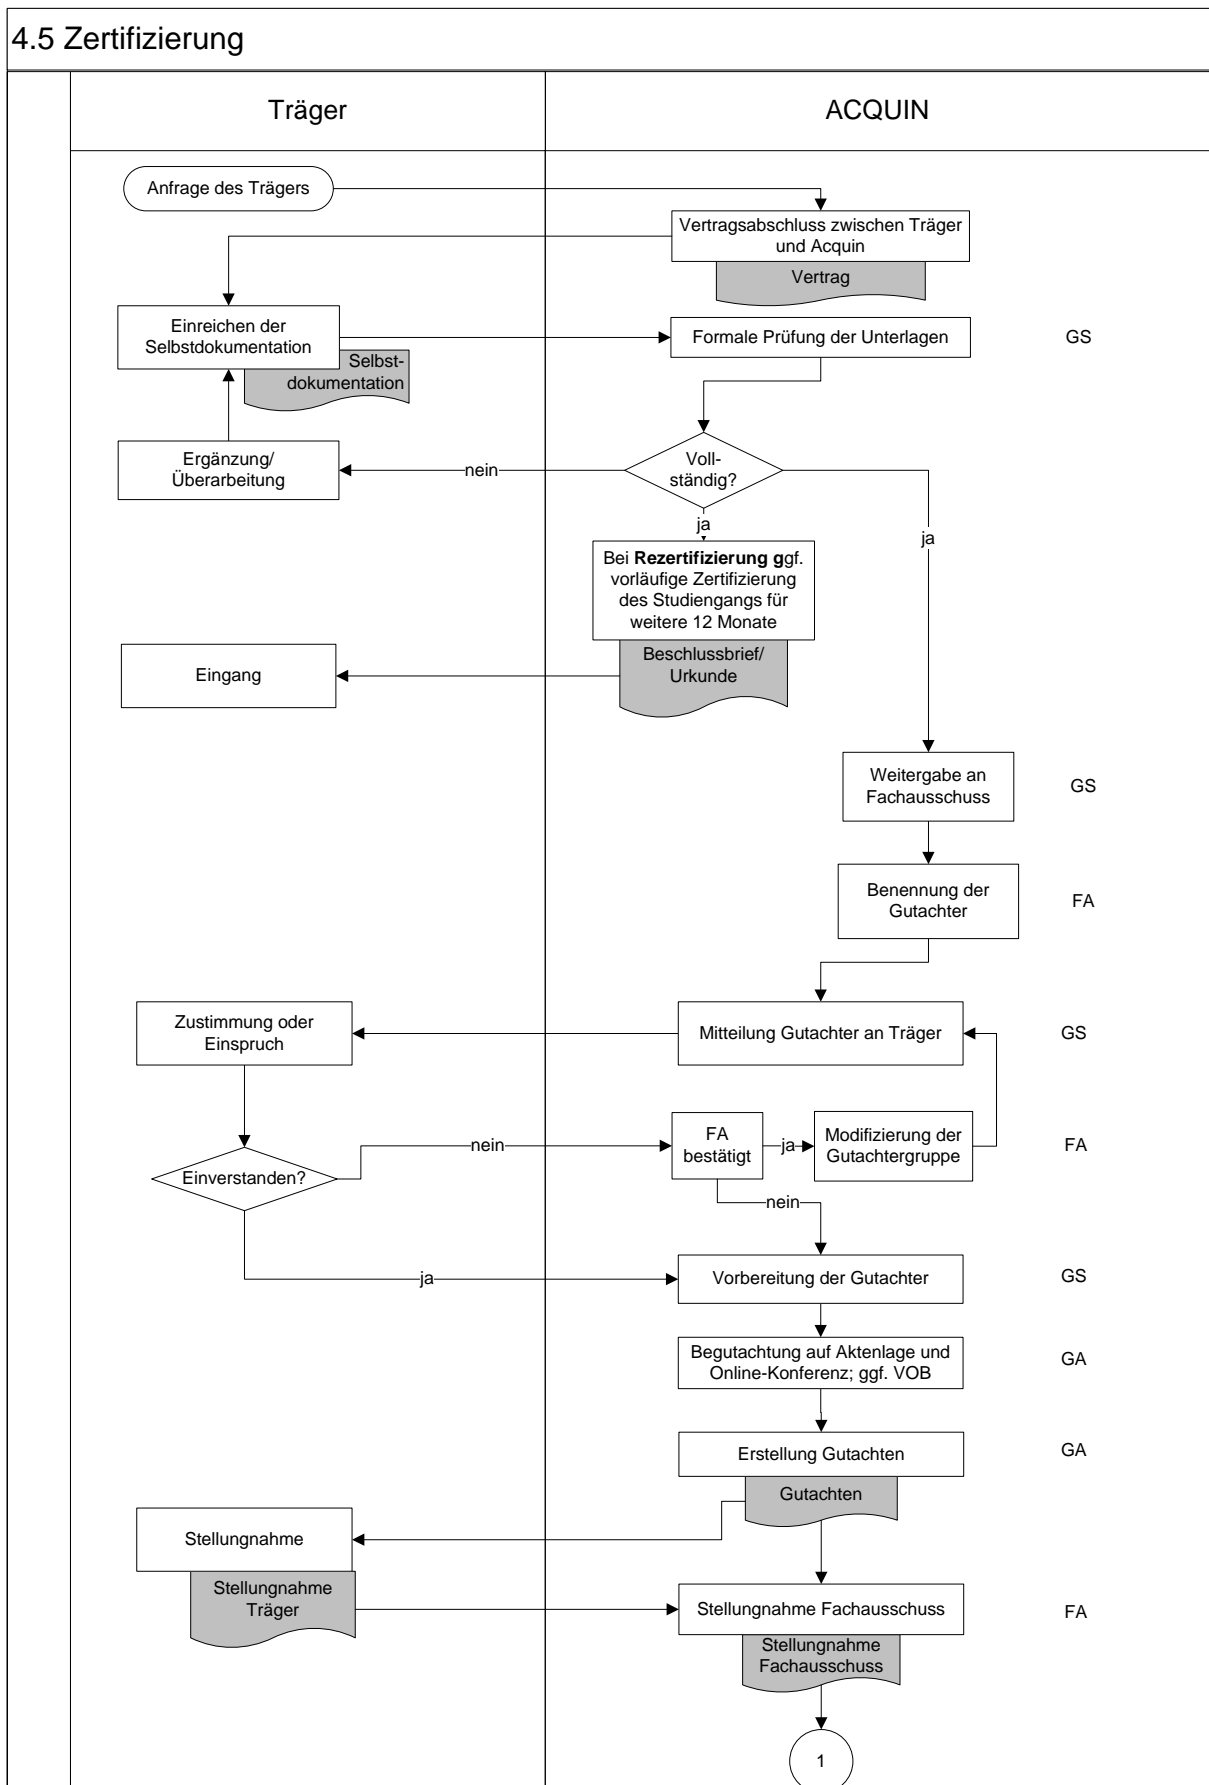 4.5 Zertifizierung
Träger
ACQUIN
Anfrage des Trägers
Vertragsabschluss zwischen Träger
und Acquin
Vertrag
Einreichen der
Selbstdokumentation
Selbst-
dokumentation
Formale Prüfung der Unterlagen
GS
Ergänzung/
Überarbeitung
nein
Voll-
ständig?
ja
ja
Bei Rezertifizierung ggf.
vorläufige Zertifizierung
des Studiengangs für
weitere 12 Monate
Beschlussbrief/
Urkunde
Eingang
Weitergabe an
Fachausschuss
GS
Benennung der
Gutachter
FA
Zustimmung oder
Einspruch
Mitteilung Gutachter an Träger
GS
Einverstanden?
nein
FA
bestätigt
ja
Modifizierung der
Gutachtergruppe
FA
nein
ja
Vorbereitung der Gutachter
GS
Begutachtung auf Aktenlage und
Online-Konferenz; ggf. VOB
GA
Erstellung Gutachten
GA
Gutachten
Stellungnahme
Stellungnahme
Träger
Stellungnahme Fachausschuss
FA
Stellungnahme
Fachausschuss
1